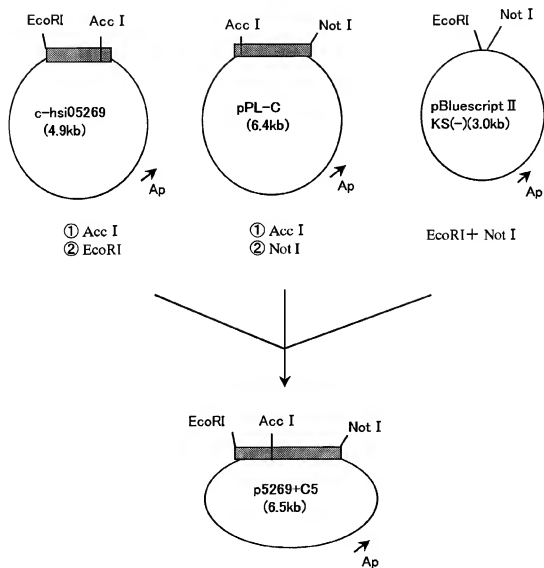 EcoRI
Acc I
c-hsi05269
(4.9kb)
Ap
① Acc I
② EcoRI
Acc I
Not I
pPL-C
(6.4kb)
Ap
① Acc I
② Not I
EcoRI
Not I
pBluescript II
KS(-)(3.0kb)
Ap
EcoRI+ Not I
EcoRI
Acc I
Not I
p5269+C5
(6.5kb)
Ap